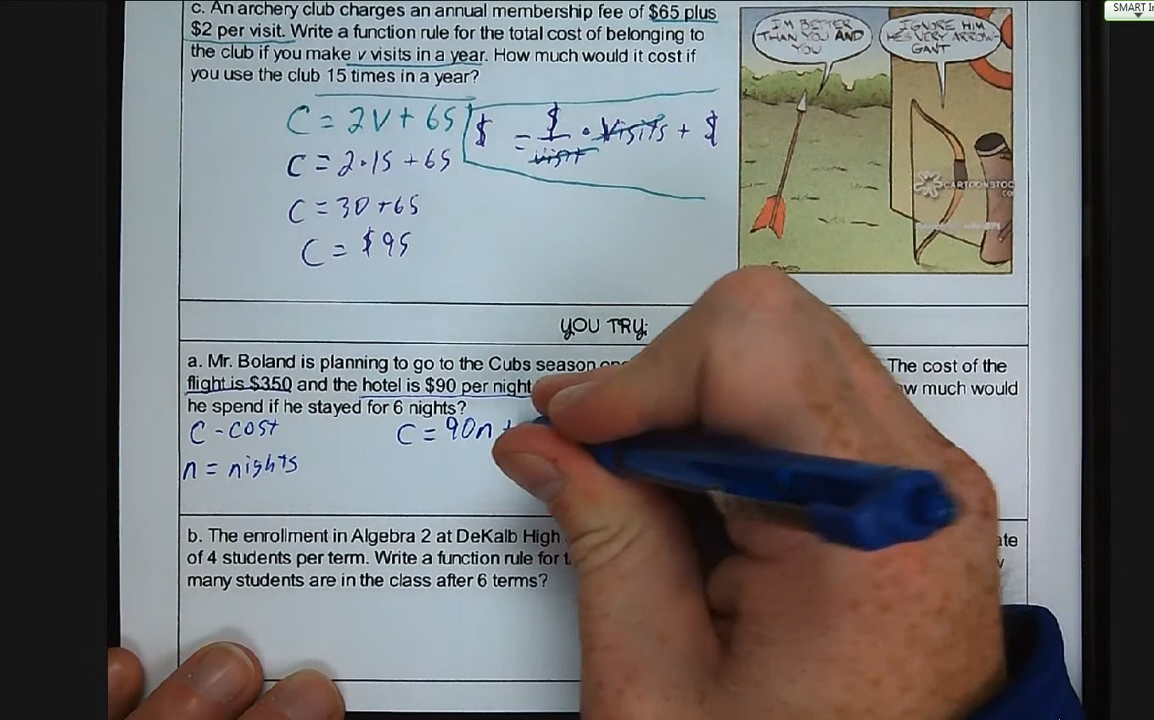 SMART In
c. An archery club charges an annual membership fee of $65 plus
$2 per visit. Write a function rule for the total cost of belonging to
the club if you make v visits in a year. How much would it cost if
you use the club 15 times in a year?
I'M BETTER
THAN YOU AND
YOU
IGNORE HIM
HE'S VERY ARROW-
GANT
C = 2V + 65
$ = $/visit · visits + $
C = 2·15 + 65
C = 30 + 65
C = $95
CARTOONSTOC
YOU TRY:
a. Mr. Boland is planning to go to the Cubs season The cost of the
flight is $350 and the hotel is $90 per night much would
he spend if he stayed for 6 nights?
C - cost
C = 90n +
n = nights
b. The enrollment in Algebra 2 at DeKalb High
of 4 students per term. Write a function rule for
many students are in the class after 6 terms?